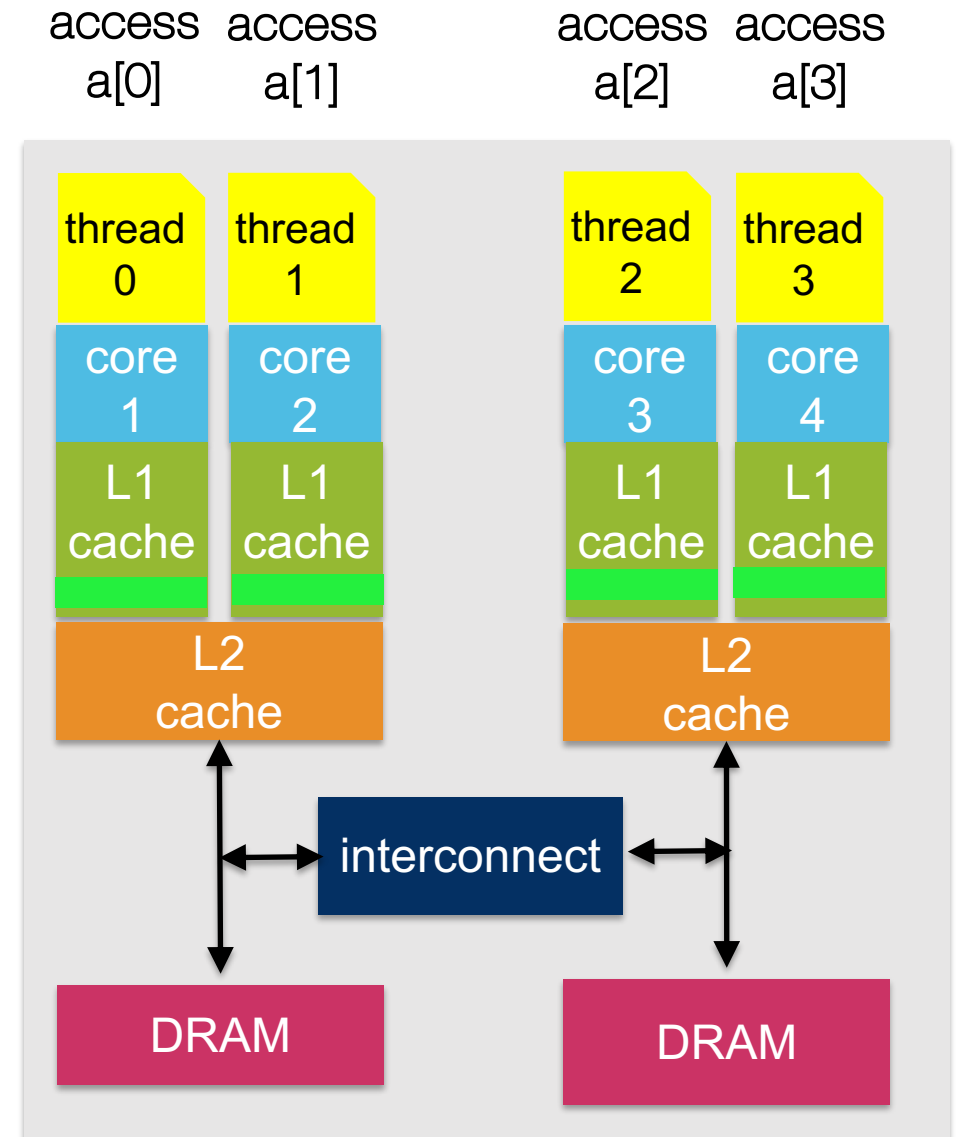 access access access access
a[0] a[1] a[2] a[3]
thread thread thread thread
0 1 2 3
core core core core
1 2 3 4
L1 L1 L1 L1
cache cache cache cache
L2 L2
cache cache
interconnect
DRAM DRAM